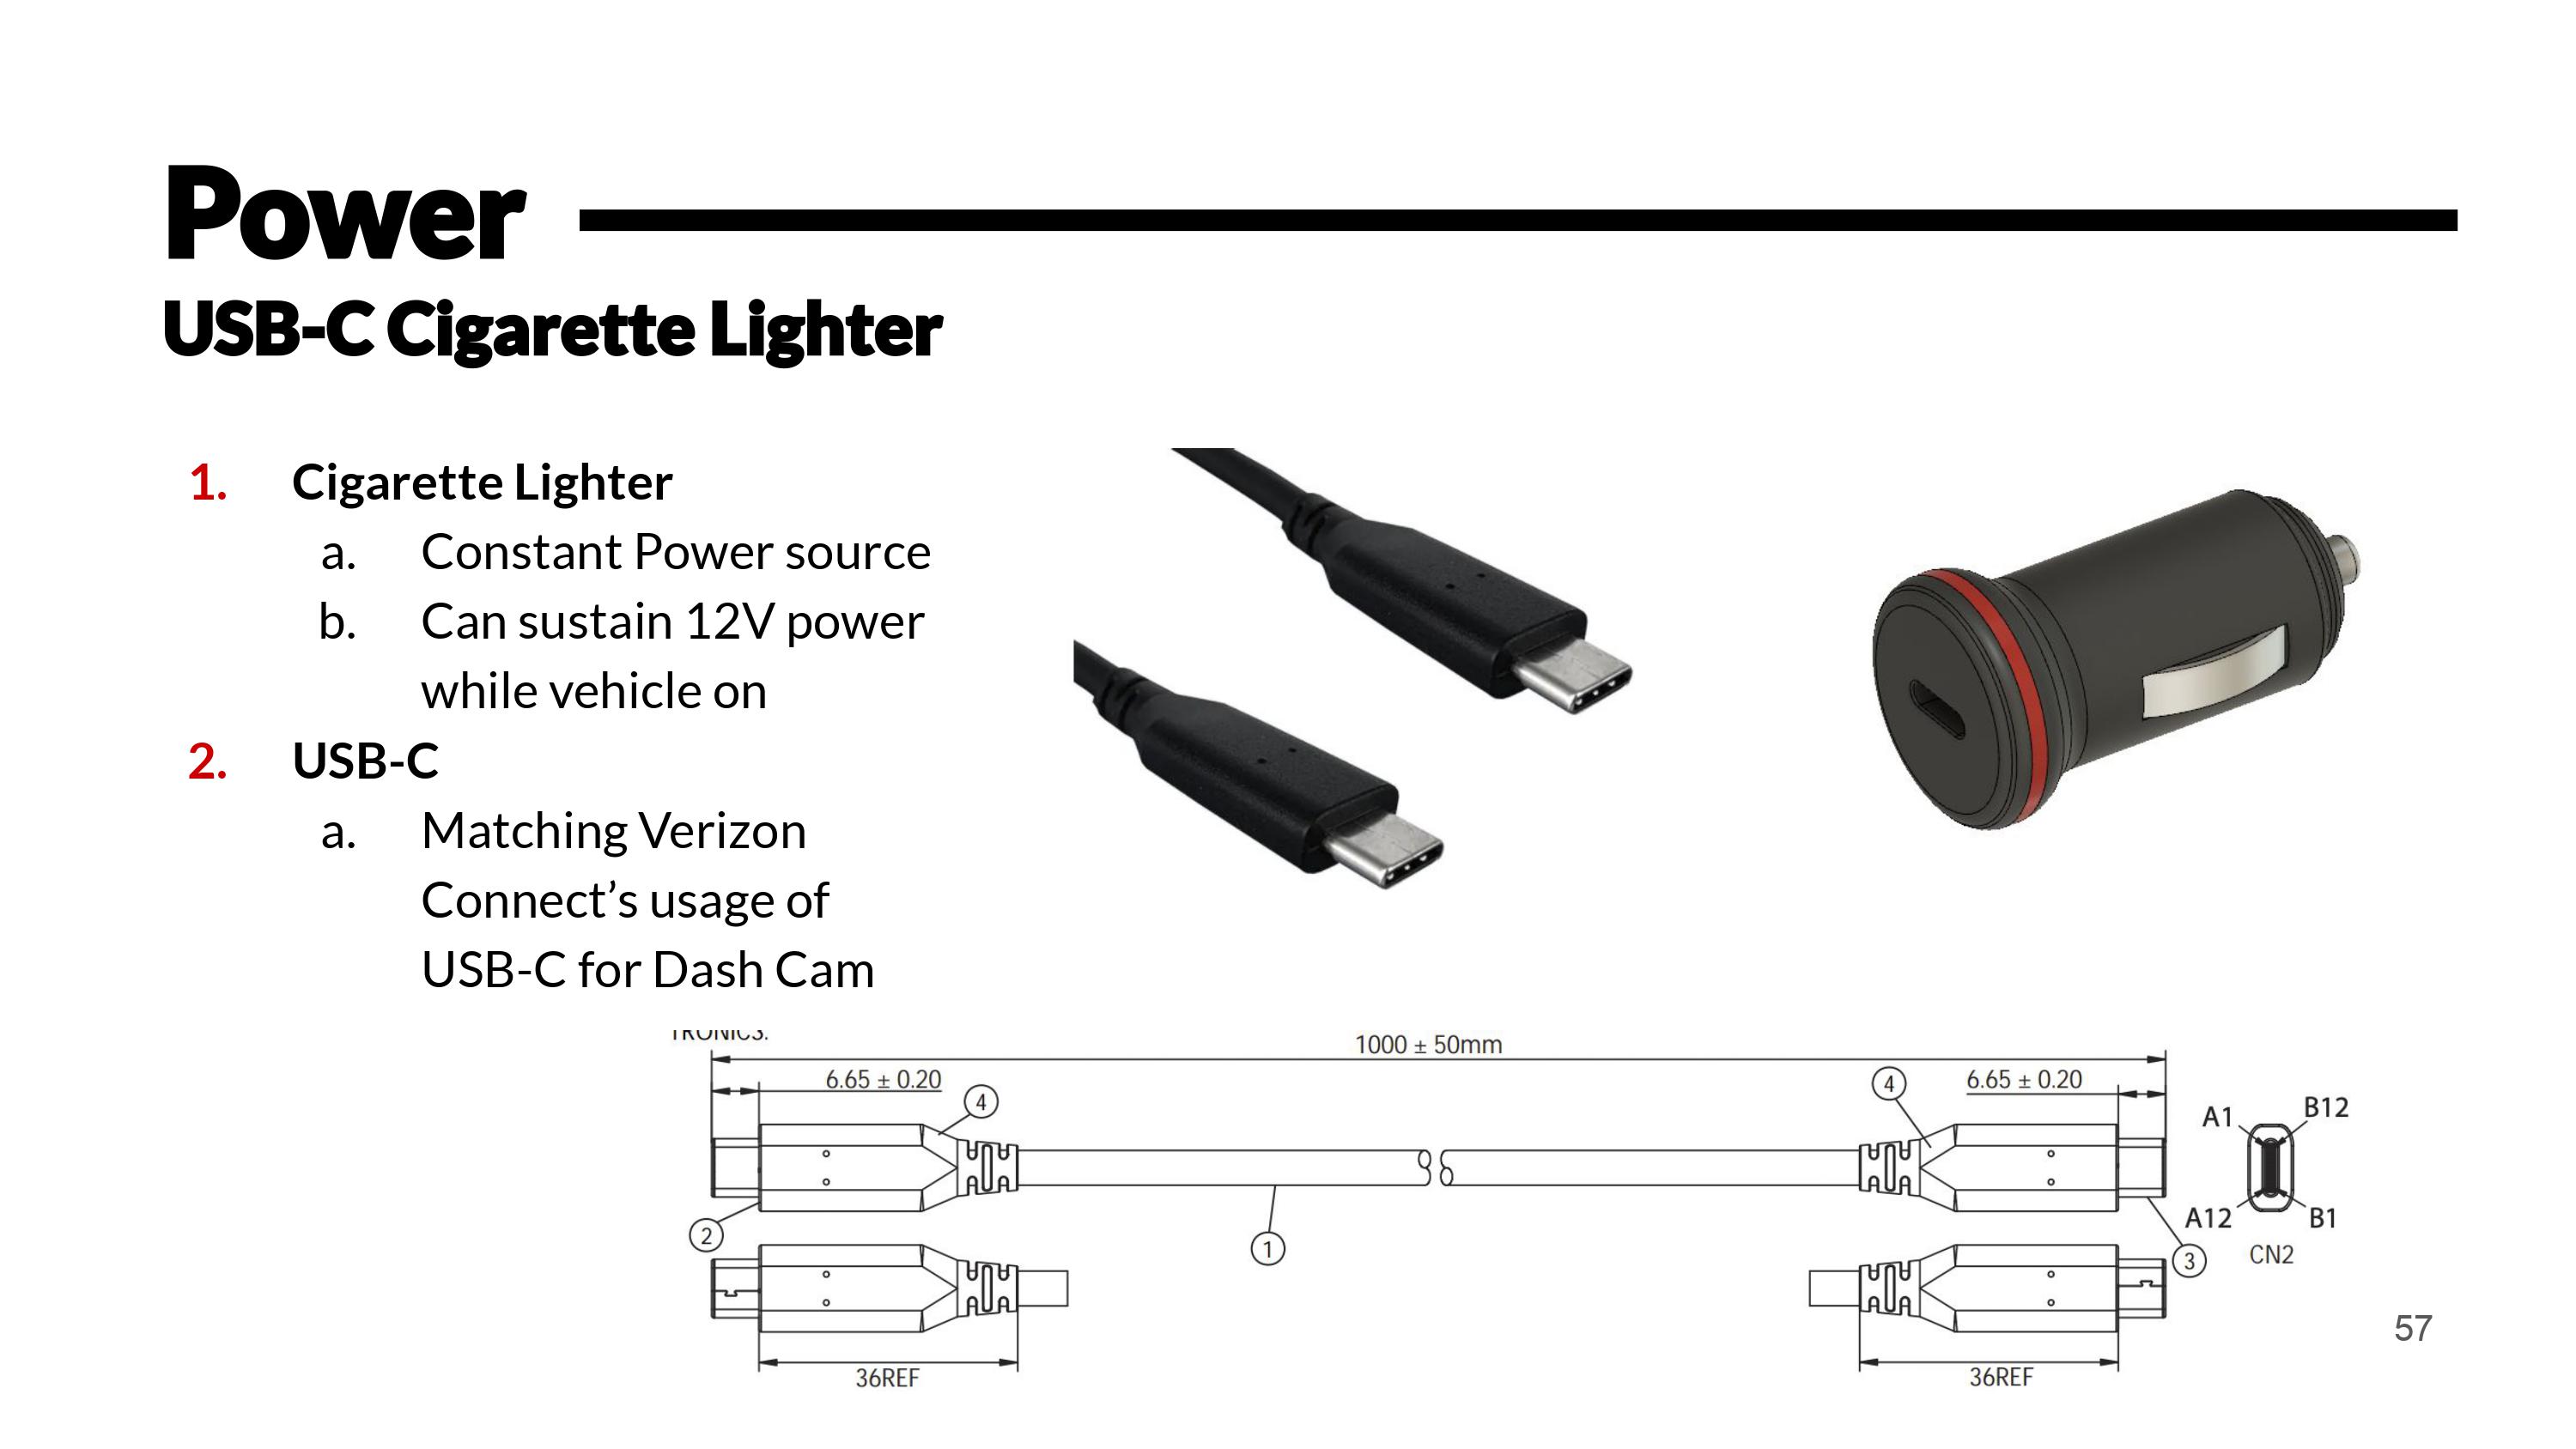 Power
USB-C Cigarette Lighter
1. Cigarette Lighter
a. Constant Power source
b. Can sustain 12V power
while vehicle on
2. USB-C
a. Matching Verizon
Connect’s usage of
USB-C for Dash Cam
TRONICS.
1000 ± 50mm
6.65 ± 0.20
4
4
6.65 ± 0.20
A1
B12
2
1
A12
B1
3
CN2
36REF
36REF
57